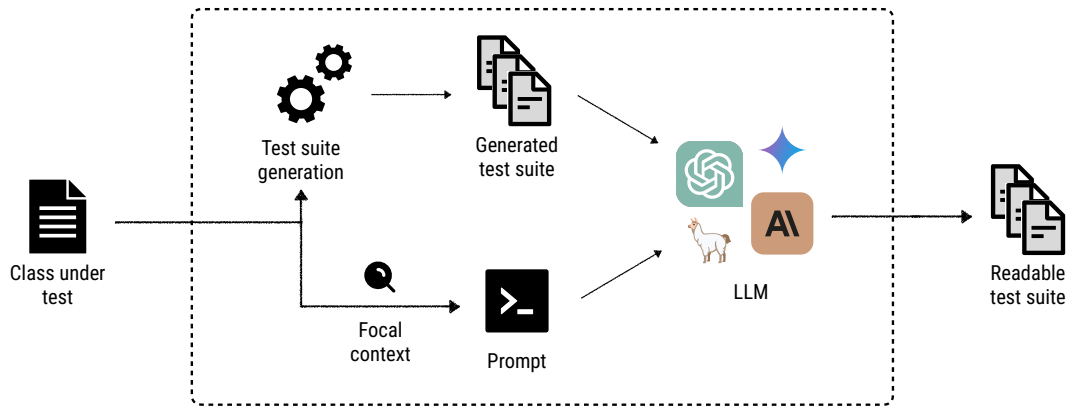 Test suite
generation
Generated
test suite
Class under
test
Focal
context
Prompt
LLM
Readable
test suite